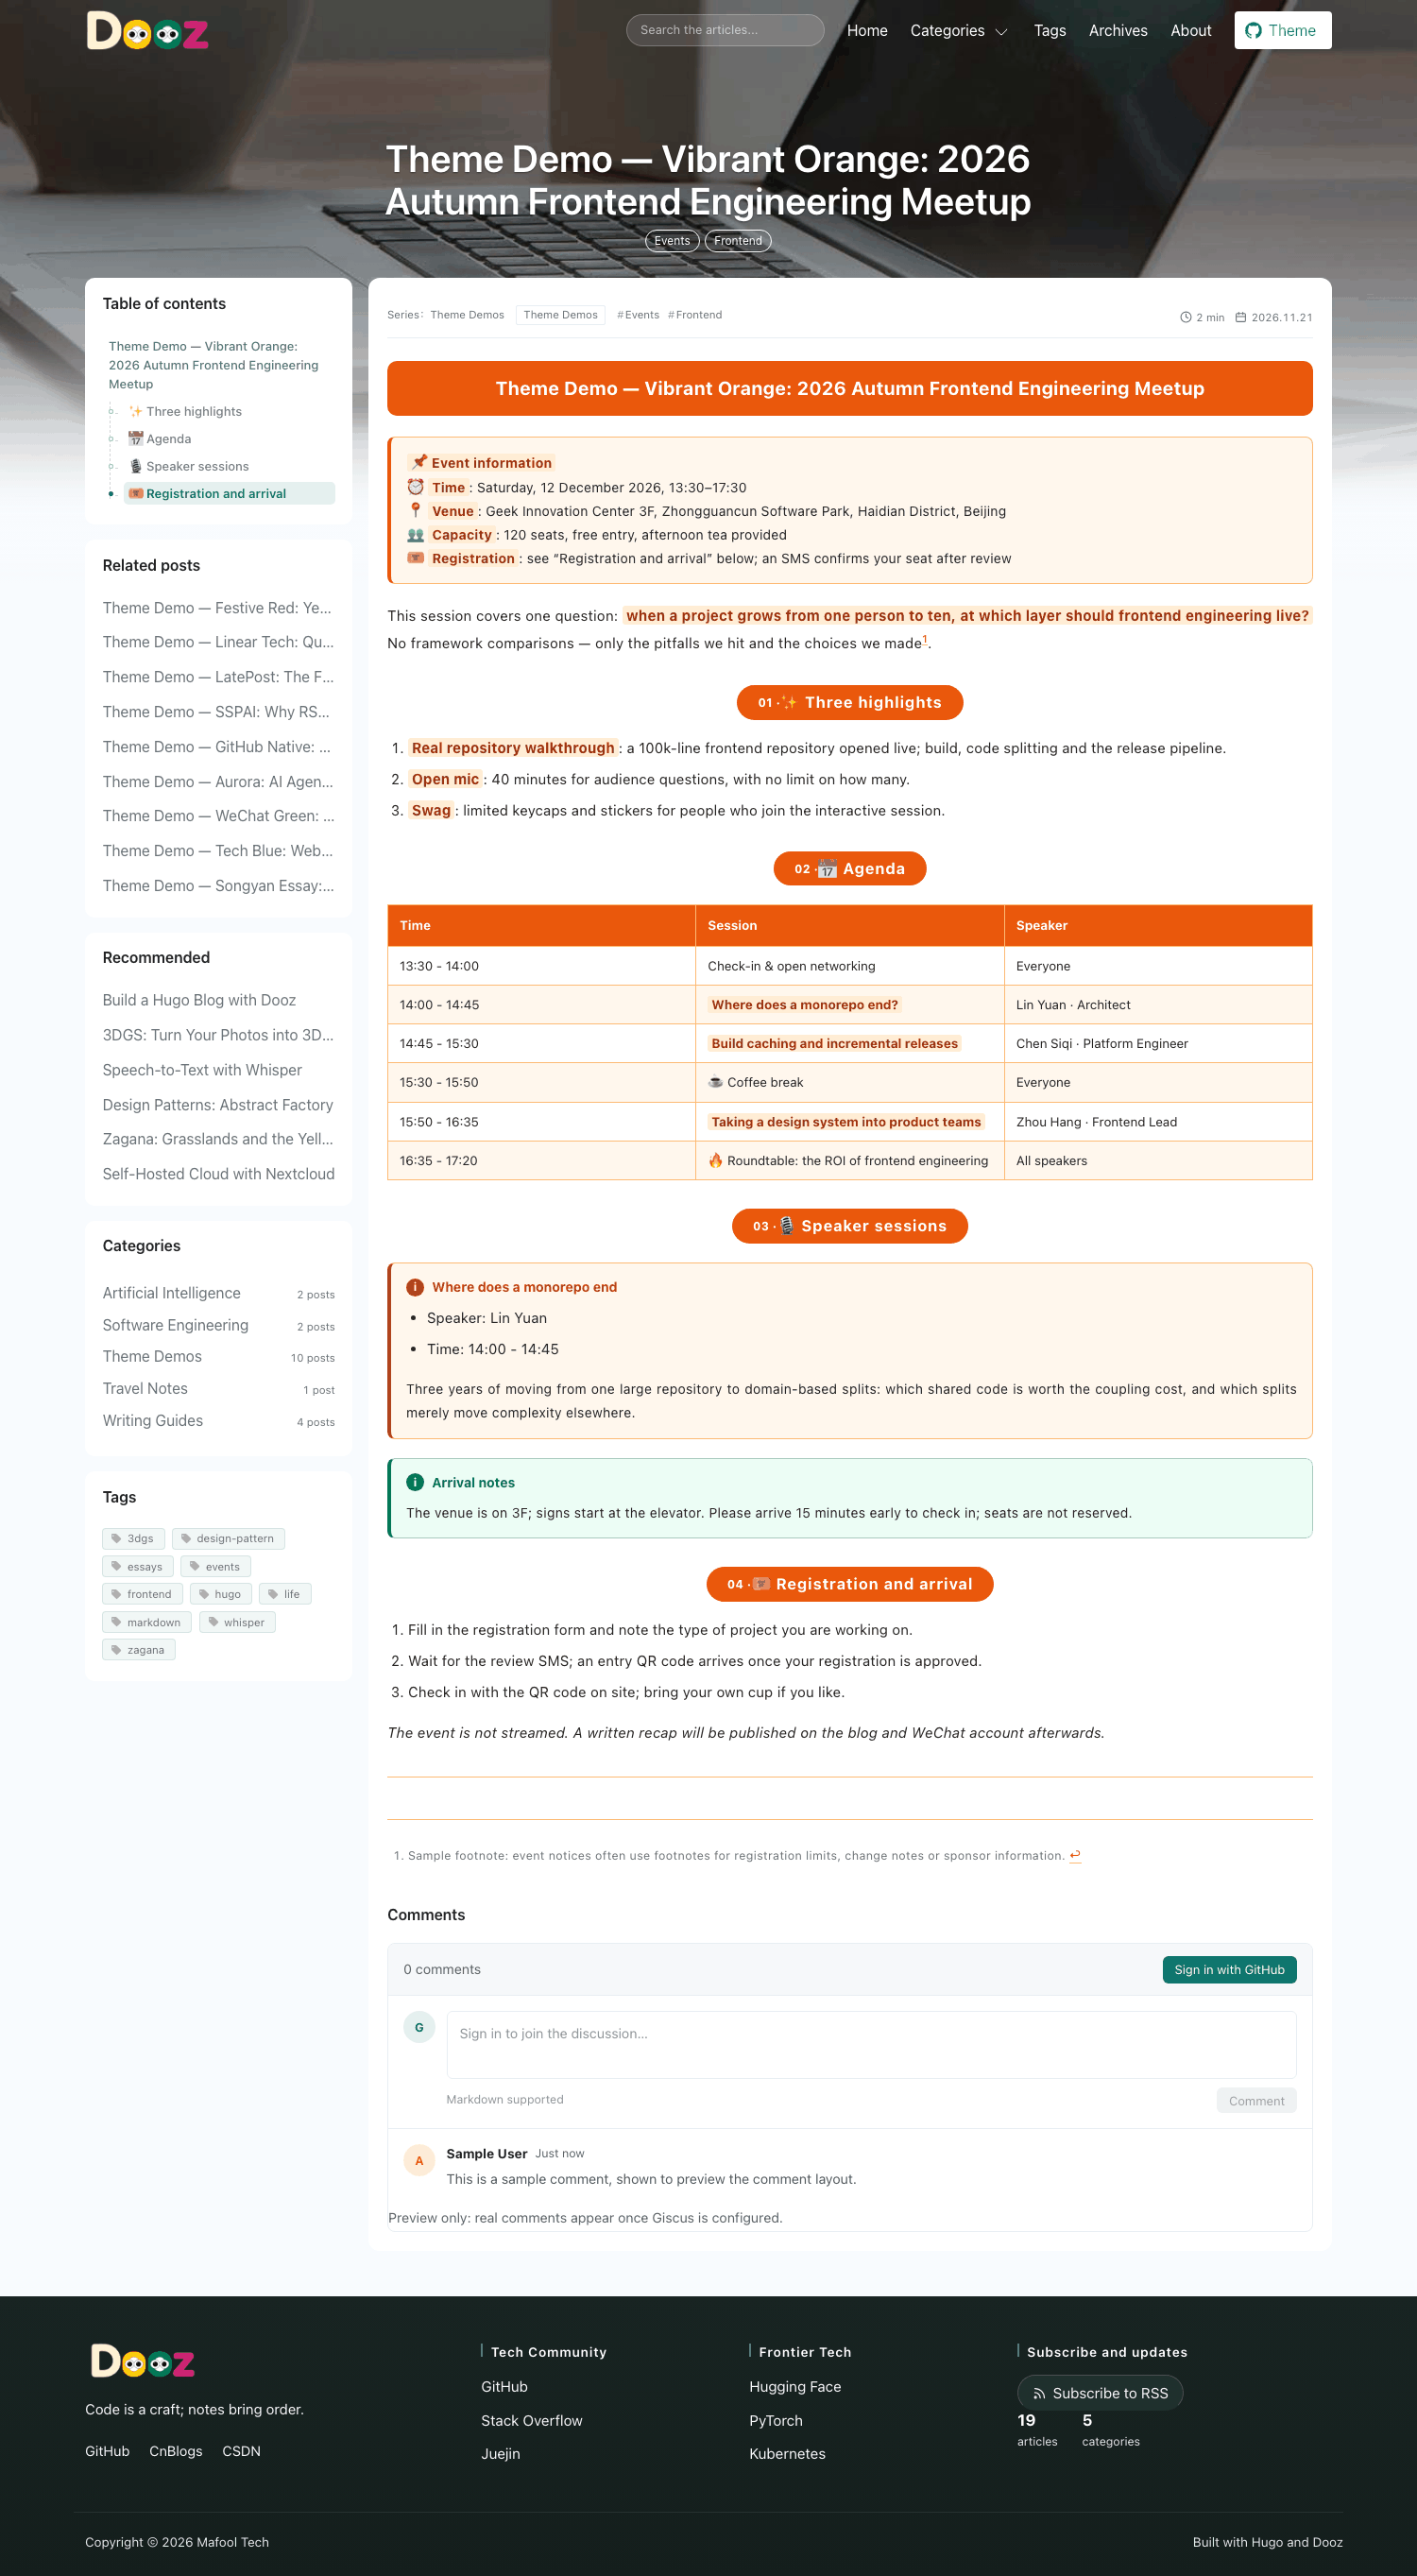 Dooz
Search the articles...
Home
Categories
Tags
Archives
About
Theme
Theme Demo — Vibrant Orange: 2026
Autumn Frontend Engineering Meetup
Events
Frontend
Table of contents
Theme Demo — Vibrant Orange:
2026 Autumn Frontend Engineering
Meetup
✨ Three highlights
📅 Agenda
🎙️ Speaker sessions
🎟️ Registration and arrival
Related posts
Theme Demo — Festive Red: Ye...
Theme Demo — Linear Tech: Qu...
Theme Demo — LatePost: The F...
Theme Demo — SSPAI: Why RS...
Theme Demo — GitHub Native: ...
Theme Demo — Aurora: AI Agen...
Theme Demo — WeChat Green: ...
Theme Demo — Tech Blue: Web...
Theme Demo — Songyan Essay:...
Recommended
Build a Hugo Blog with Dooz
3DGS: Turn Your Photos into 3D...
Speech-to-Text with Whisper
Design Patterns: Abstract Factory
Zagana: Grasslands and the Yell...
Self-Hosted Cloud with Nextcloud
Categories
Artificial Intelligence 2 posts
Software Engineering 2 posts
Theme Demos 10 posts
Travel Notes 1 post
Writing Guides 4 posts
Tags
3dgs design-pattern
essays events
frontend hugo life
markdown whisper
zagana
Series: Theme Demos Theme Demos #Events #Frontend
2 min 2026.11.21
Theme Demo — Vibrant Orange: 2026 Autumn Frontend Engineering Meetup
📌 Event information
⏰ Time : Saturday, 12 December 2026, 13:30–17:30
📍 Venue : Geek Innovation Center 3F, Zhongguancun Software Park, Haidian District, Beijing
👥 Capacity : 120 seats, free entry, afternoon tea provided
🎟️ Registration : see “Registration and arrival” below; an SMS confirms your seat after review
This session covers one question: when a project grows from one person to ten, at which layer should frontend engineering live?
No framework comparisons — only the pitfalls we hit and the choices we made1.
01 · ✨ Three highlights
1. Real repository walkthrough : a 100k-line frontend repository opened live; build, code splitting and the release pipeline.
2. Open mic : 40 minutes for audience questions, with no limit on how many.
3. Swag : limited keycaps and stickers for people who join the interactive session.
02 · 📅 Agenda
Time Session Speaker
13:30 - 14:00 Check-in & open networking Everyone
14:00 - 14:45 Where does a monorepo end? Lin Yuan · Architect
14:45 - 15:30 Build caching and incremental releases Chen Siqi · Platform Engineer
15:30 - 15:50 ☕ Coffee break Everyone
15:50 - 16:35 Taking a design system into product teams Zhou Hang · Frontend Lead
16:35 - 17:20 🔥 Roundtable: the ROI of frontend engineering All speakers
03 · 🎙️ Speaker sessions
Where does a monorepo end
• Speaker: Lin Yuan
• Time: 14:00 - 14:45
Three years of moving from one large repository to domain-based splits: which shared code is worth the coupling cost, and which splits
merely move complexity elsewhere.
Arrival notes
The venue is on 3F; signs start at the elevator. Please arrive 15 minutes early to check in; seats are not reserved.
04 · 🎟️ Registration and arrival
1. Fill in the registration form and note the type of project you are working on.
2. Wait for the review SMS; an entry QR code arrives once your registration is approved.
3. Check in with the QR code on site; bring your own cup if you like.
The event is not streamed. A written recap will be published on the blog and WeChat account afterwards.
1. Sample footnote: event notices often use footnotes for registration limits, change notes or sponsor information. ↩
Comments
0 comments
Sign in with GitHub
G
Sign in to join the discussion...
Markdown supported
Comment
A
Sample User Just now
This is a sample comment, shown to preview the comment layout.
Preview only: real comments appear once Giscus is configured.
Dooz
Code is a craft; notes bring order.
GitHub CnBlogs CSDN
Tech Community
GitHub
Stack Overflow
Juejin
Frontier Tech
Hugging Face
PyTorch
Kubernetes
Subscribe and updates
Subscribe to RSS
19 5
articles categories
Copyright © 2026 Mafool Tech
Built with Hugo and Dooz